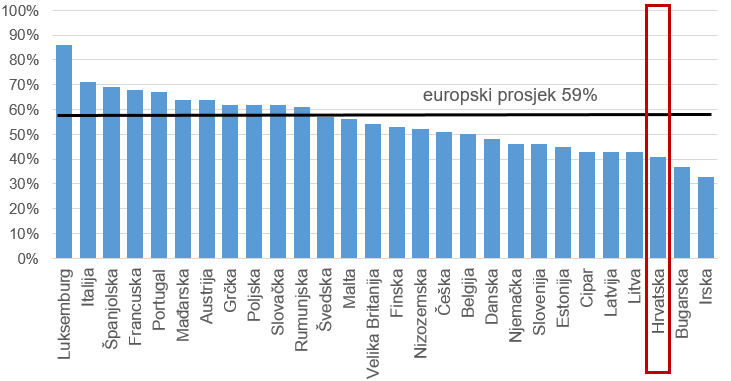 100%
90%
80%
70%
60%
50%
40%
30%
20%
10%
0%
europski prosjek 59%
Luksemburg
Italija
Španjolska
Francuska
Portugal
Mađarska
Austrija
Grčka
Poljska
Slovačka
Rumunjska
Švedska
Malta
Velika Britanija
Finska
Nizozemska
Češka
Belgija
Danska
Njemačka
Slovenija
Estonija
Cipar
Latvija
Litva
Hrvatska
Bugarska
Irska